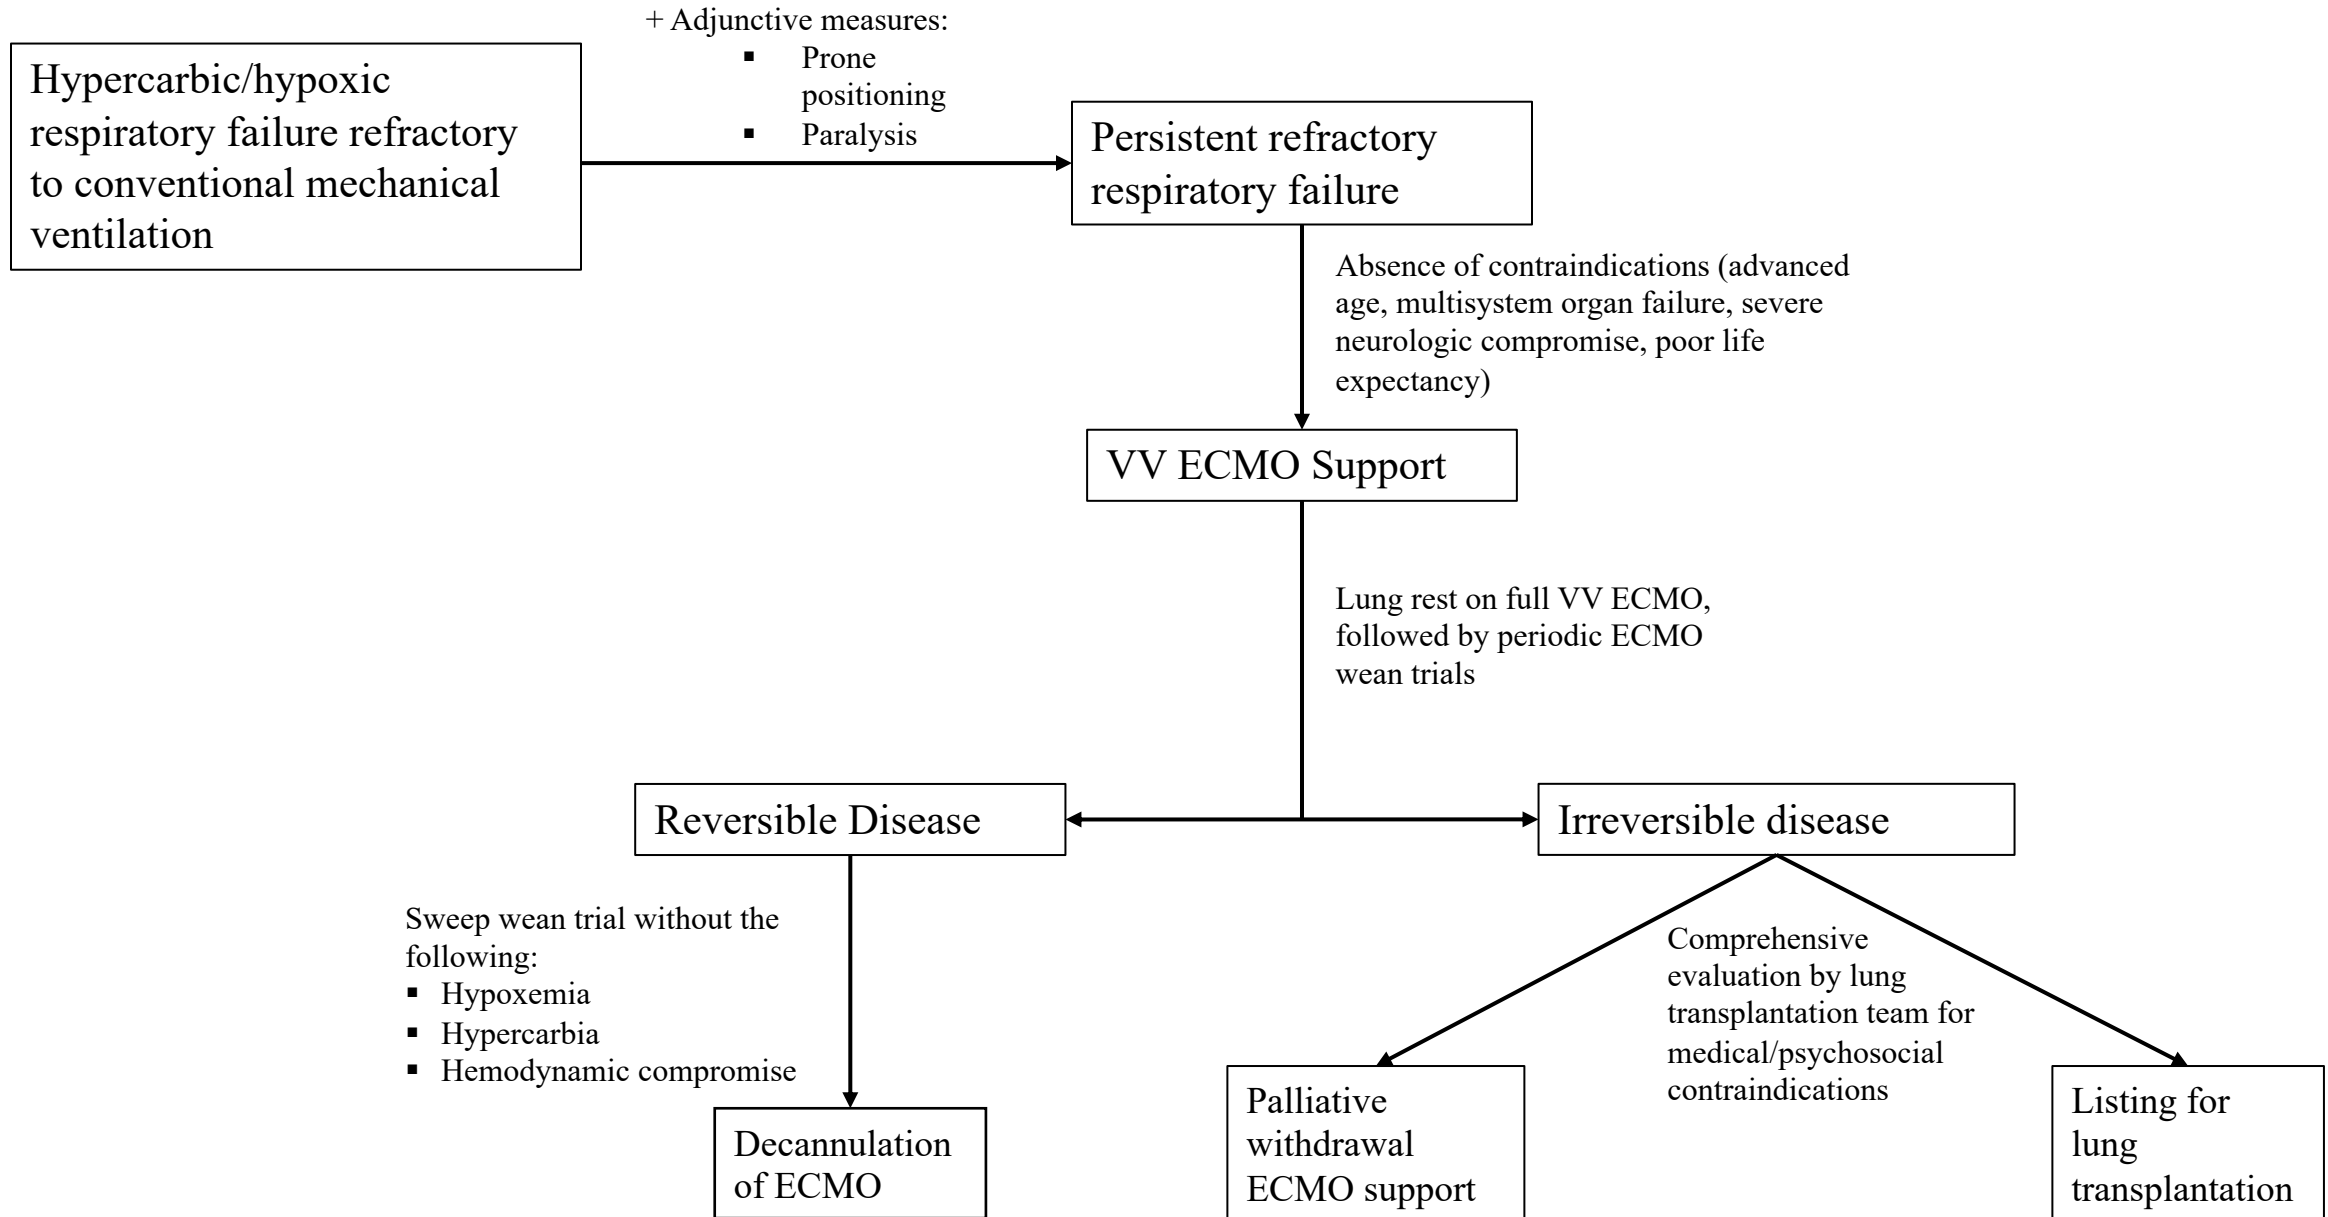 + Adjunctive measures:
▪ Prone
positioning
▪ Paralysis
Hypercarbic/hypoxic
respiratory failure refractory
to conventional mechanical
ventilation
Persistent refractory
respiratory failure
Absence of contraindications (advanced
age, multisystem organ failure, severe
neurologic compromise, poor life
expectancy)
VV ECMO Support
Lung rest on full VV ECMO,
followed by periodic ECMO
wean trials
Reversible Disease
Irreversible disease
Sweep wean trial without the
following:
▪ Hypoxemia
▪ Hypercarbia
▪ Hemodynamic compromise
Comprehensive
evaluation by lung
transplantation team for
medical/psychosocial
contraindications
Decannulation
of ECMO
Palliative
withdrawal
ECMO support
Listing for
lung
transplantation